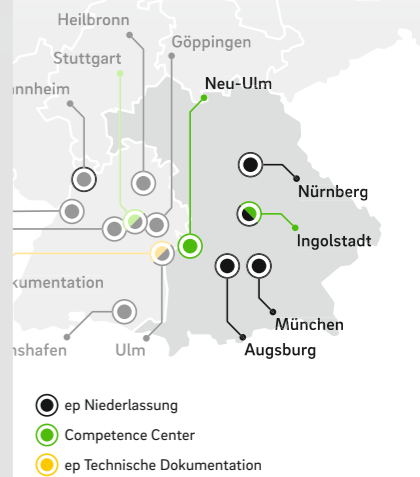 Heilbronn
Göppingen
Stuttgart
Neu-Ulm
nnheim
Nürnberg
Ingolstadt
kumentation
München
nshafen
Ulm
Augsburg
ep Niederlassung
Competence Center
ep Technische Dokumentation